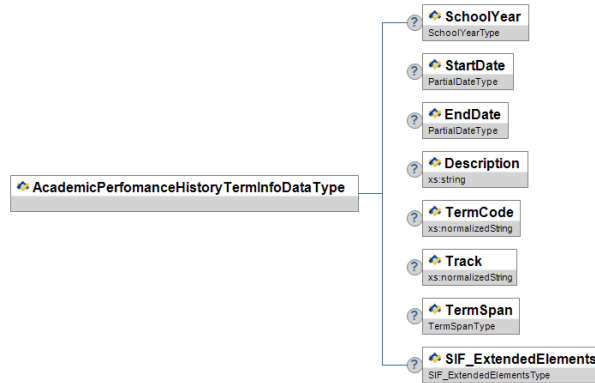 SchoolYear
SchoolYearType
? StartDate
PartialDateType
? EndDate
PartialDateType
? Description
xs:string
AcademicPerfomanceHistoryTermInfoDataType
? TermCode
xs:normalizedString
? Track
xs:normalizedString
? TermSpan
TermSpanType
? SIF_ExtendedElements
SIF_ExtendedElementsType